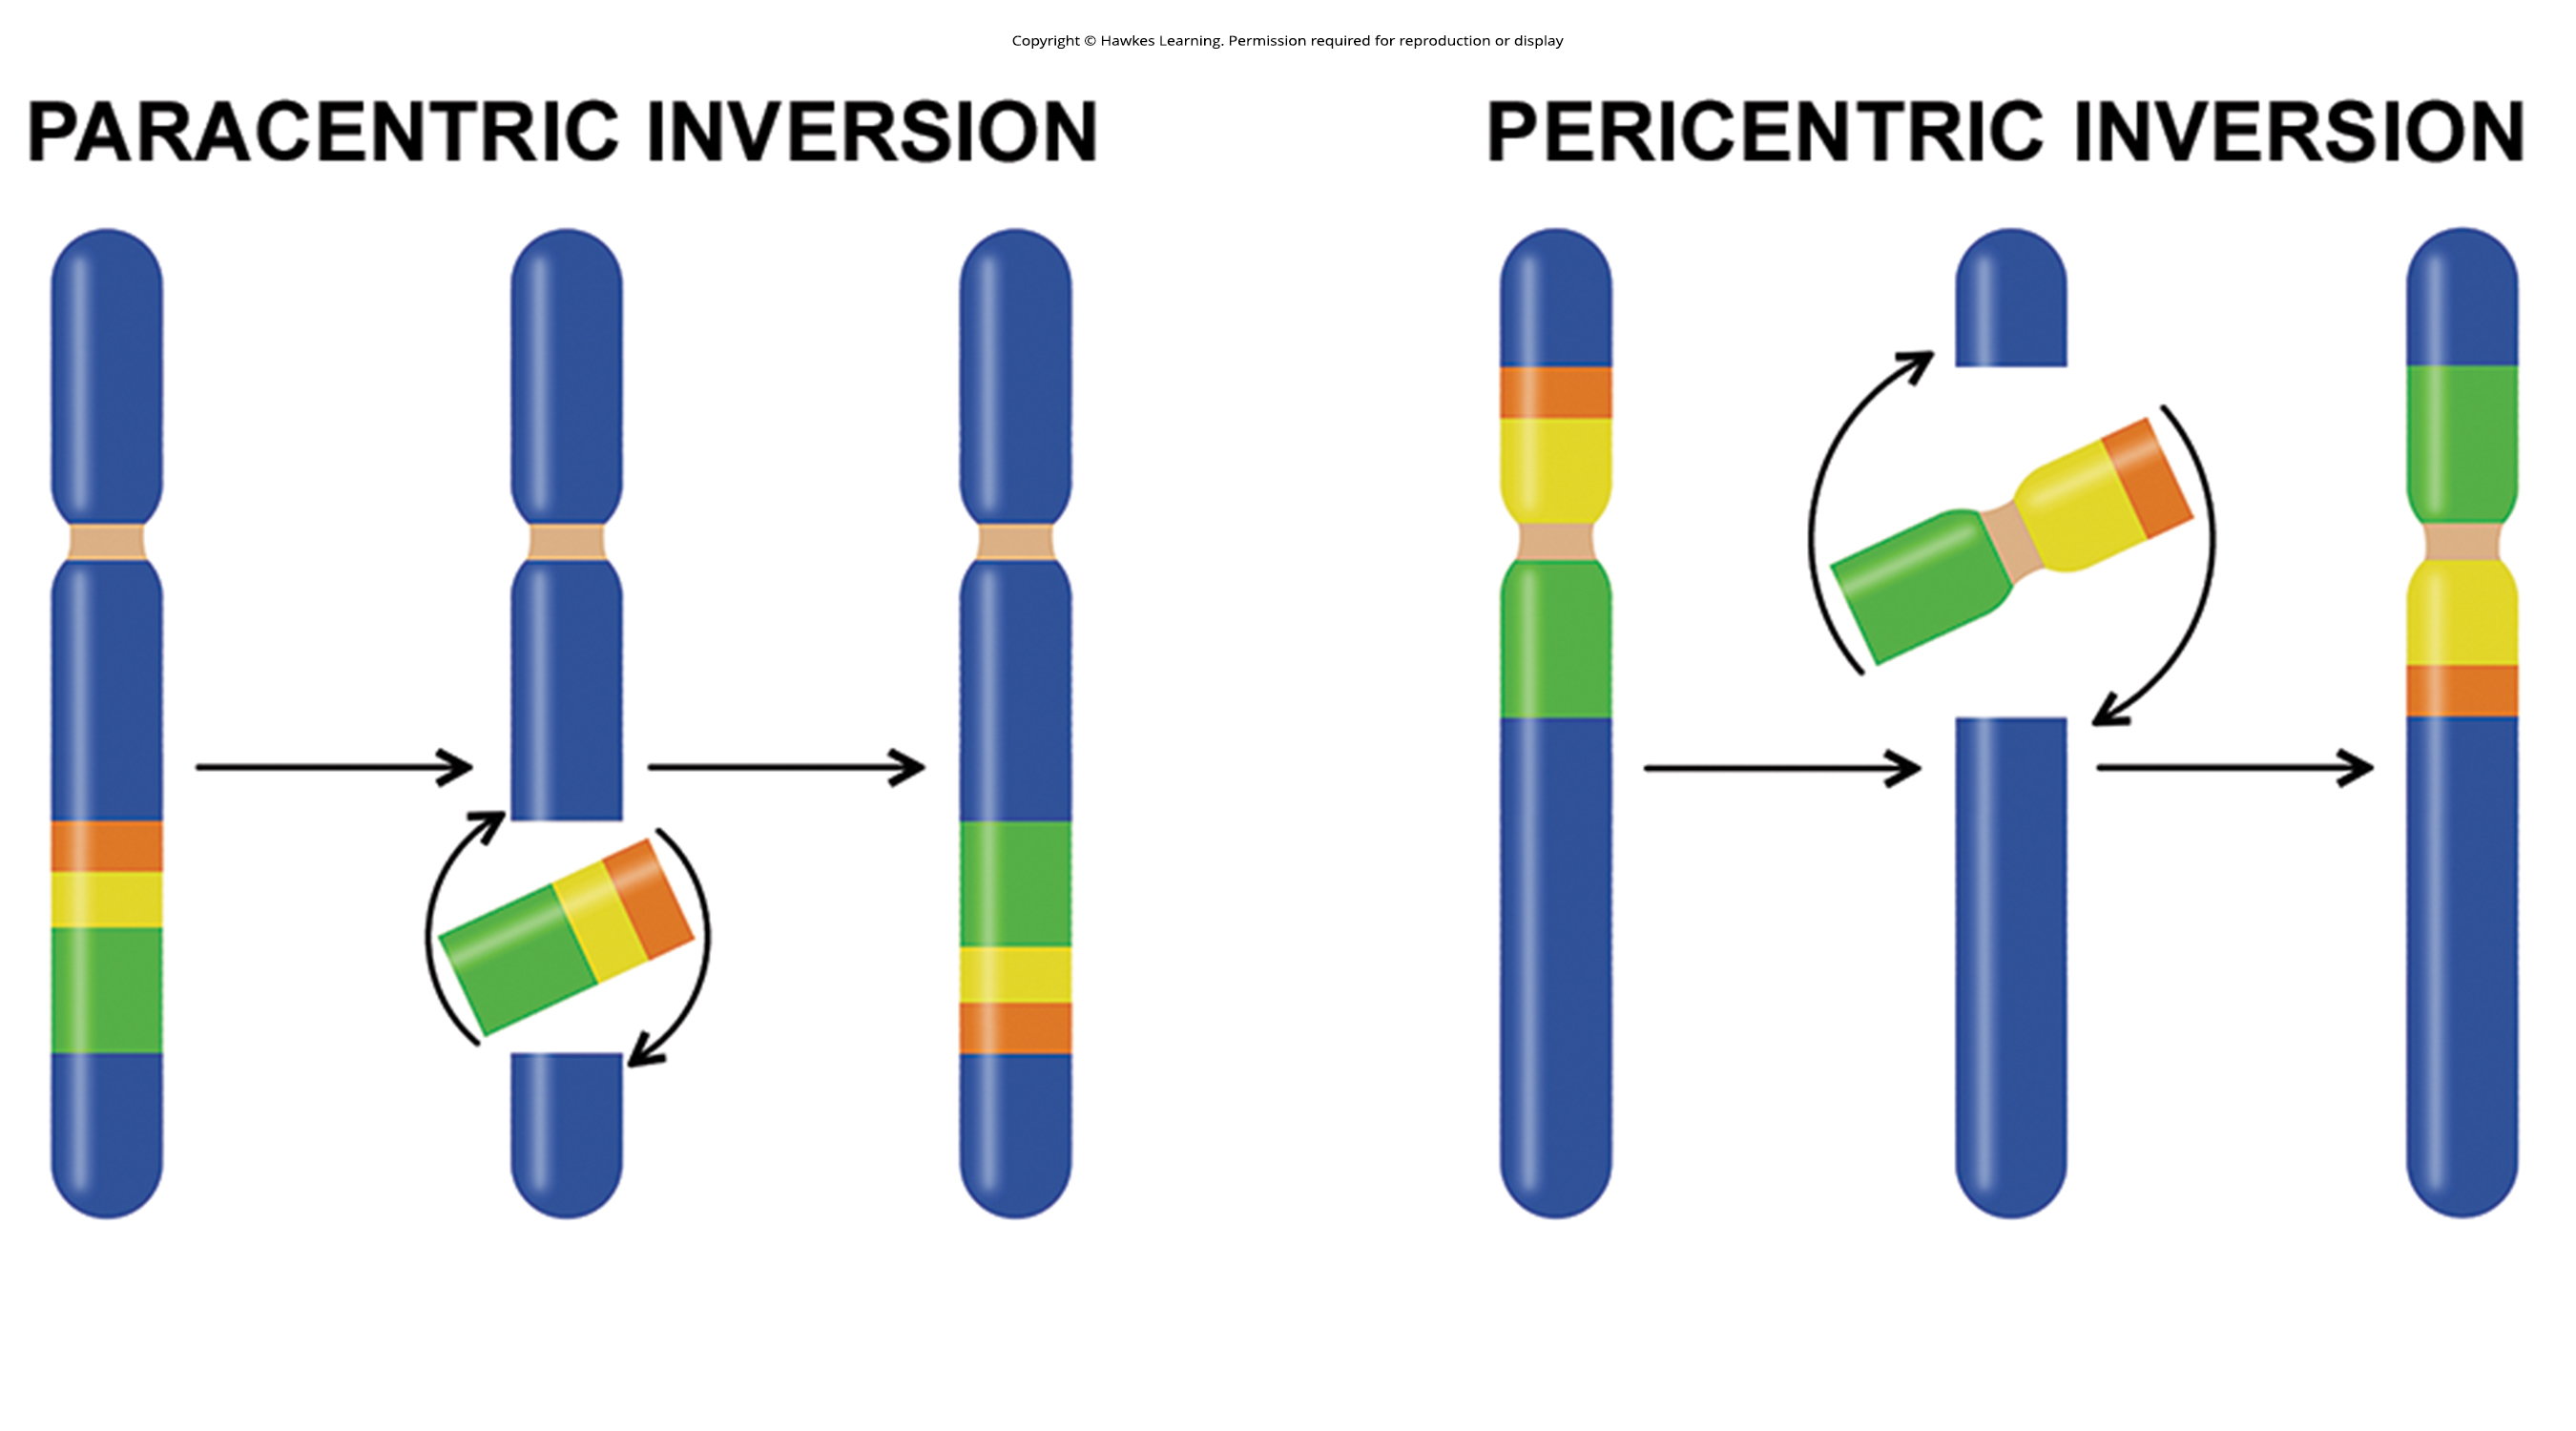 Copyright © Hawkes Learning. Permission required for reproduction or display
PARACENTRIC INVERSION
PERICENTRIC INVERSION